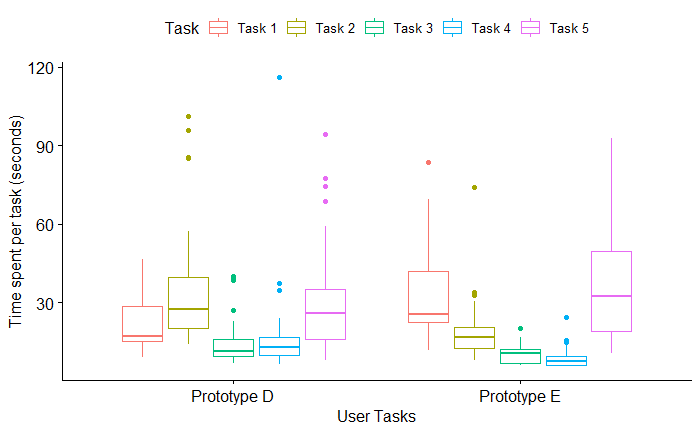 Task Task 1 Task 2 Task 3 Task 4 Task 5
Time spent per task (seconds)
120
90
60
30
Prototype D Prototype E
User Tasks